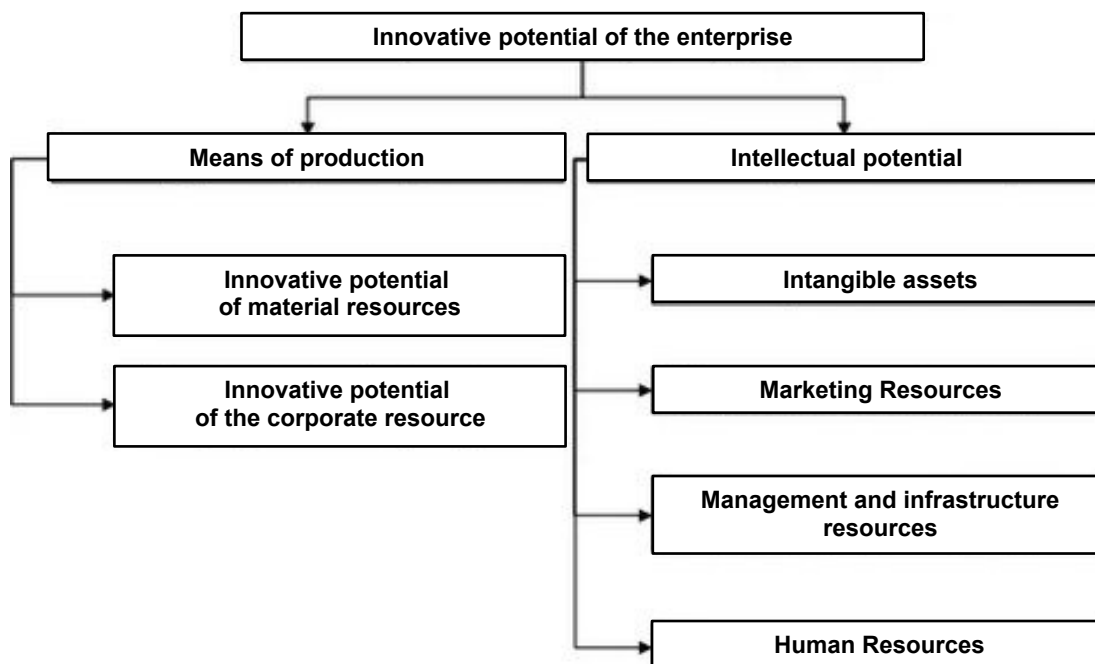 Innovative potential of the enterprise
Means of production
Intellectual potential
Innovative potential
of material resources
Intangible assets
Innovative potential
of the corporate resource
Marketing Resources
Management and infrastructure
resources
Human Resources